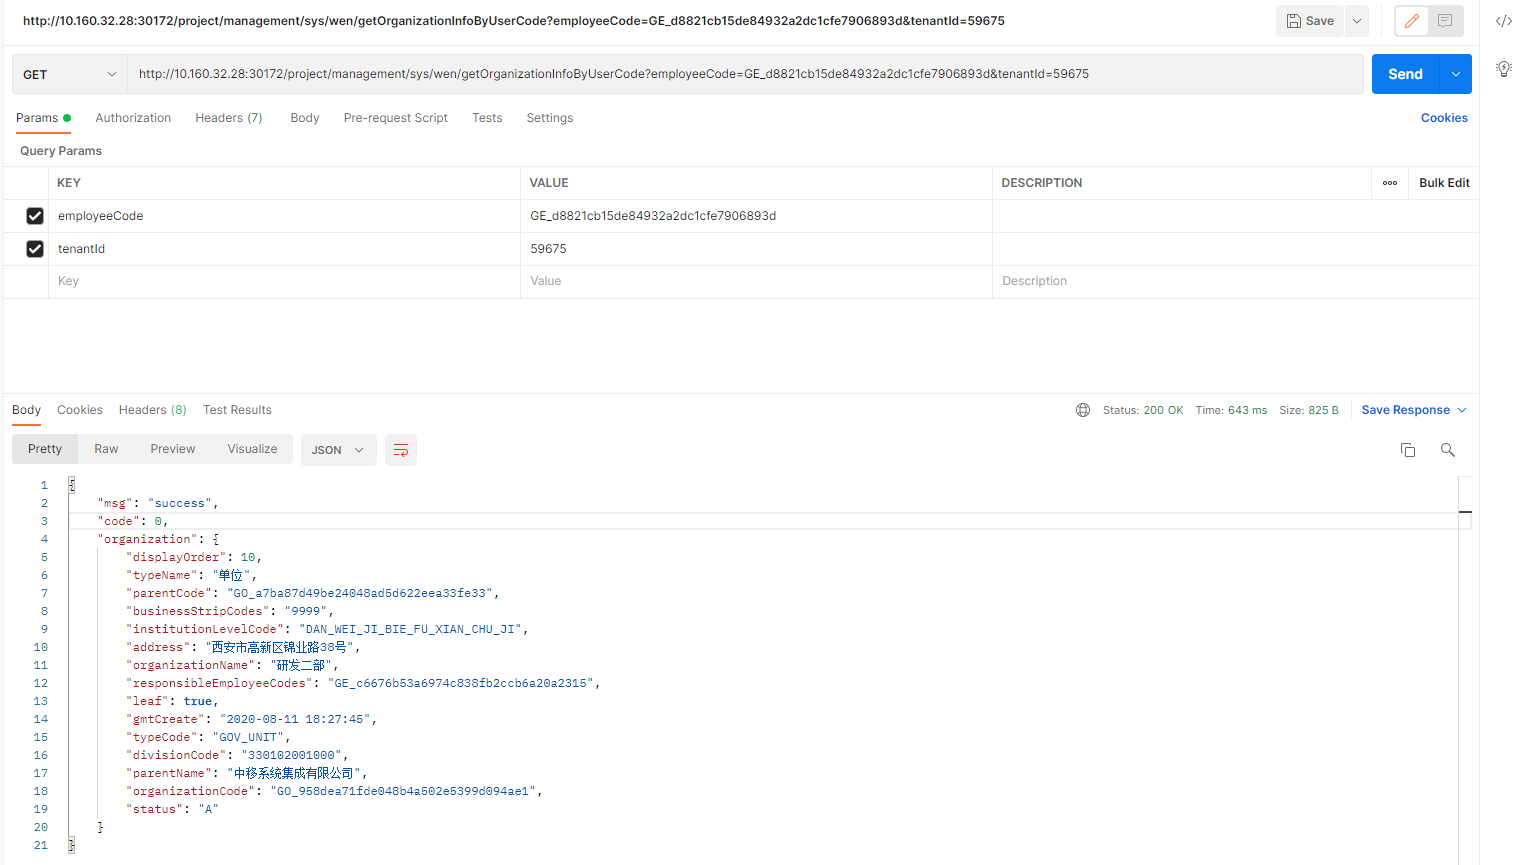 http://10.160.32.28:30172/project/management/sys/wen/getOrganizationInfoByUserCode?employeeCode=GE_d8821cb15de84932a2dc1cfe7906893d&tenantId=59675 Save
GET http://10.160.32.28:30172/project/management/sys/wen/getOrganizationInfoByUserCode?employeeCode=GE_d8821cb15de84932a2dc1cfe7906893d&tenantId=59675 Send
Params Authorization Headers (7) Body Pre-request Script Tests Settings Cookies
Query Params
KEY VALUE DESCRIPTION Bulk Edit
employeeCode GE_d8821cb15de84932a2dc1cfe7906893d
tenantId 59675
Key Value Description
Body Cookies Headers (8) Test Results Status: 200 OK Time: 643 ms Size: 825 B Save Response
Pretty Raw Preview Visualize JSON
1 {
2 "msg": "success",
3 "code": 0,
4 "organization": {
5 "displayOrder": 10,
6 "typeName": "单位",
7 "parentCode": "GO_a7ba87d49be24048ad5d622eea33fe33",
8 "businessStripCodes": "9999",
9 "institutionLevelCode": "DAN_WEI_JI_BIE_FU_XIAN_CHU_JI",
10 "address": "西安市高新区锦业路38号",
11 "organizationName": "研发二部",
12 "responsibleEmployeeCodes": "GE_c6676b53a6974c838fb2ccb6a20a2315",
13 "leaf": true,
14 "gmtCreate": "2020-08-11 18:27:45",
15 "typeCode": "GOV_UNIT",
16 "divisionCode": "330102001000",
17 "parentName": "中移系统集成有限公司",
18 "organizationCode": "GO_958dea71fde048b4a502e5399d094ae1",
19 "status": "A"
20 }
21 }